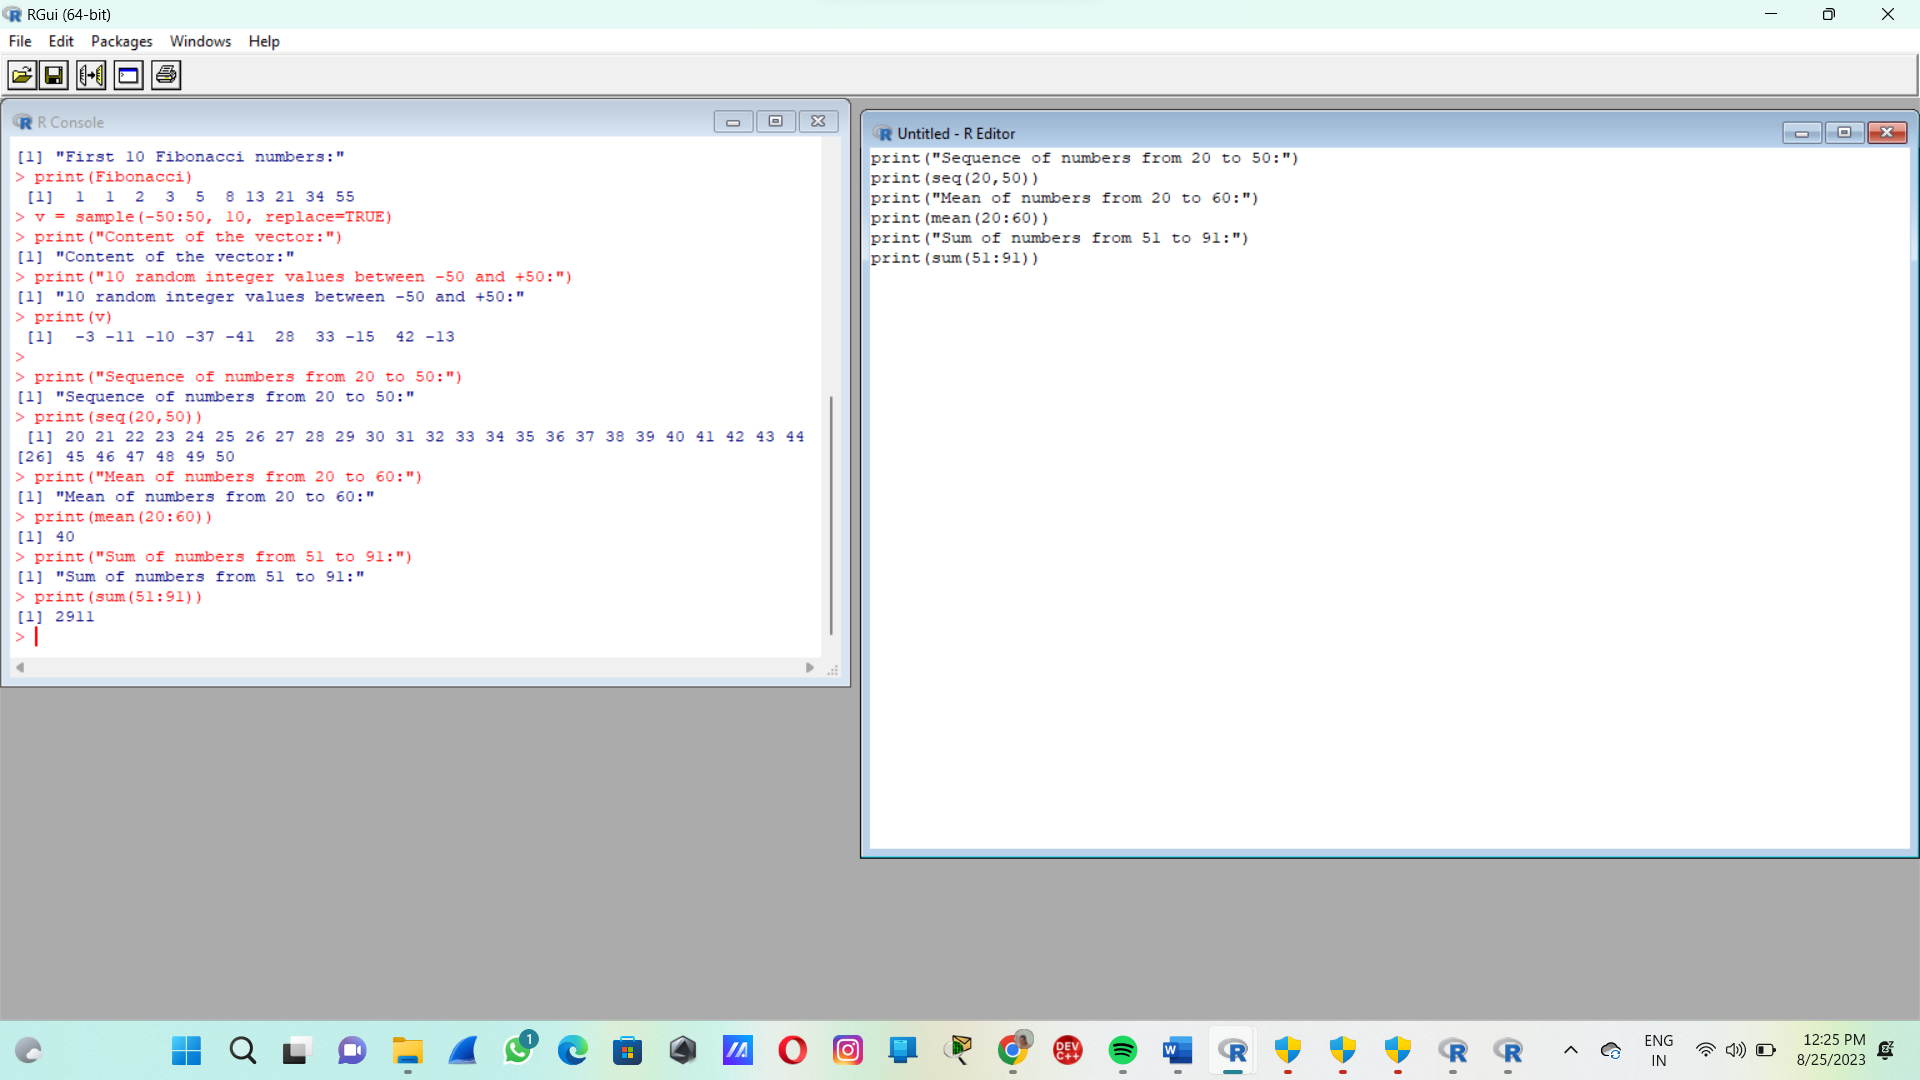 RGui (64-bit)
File Edit Packages Windows Help
R Console
[1] "First 10 Fibonacci numbers:"
> print(Fibonacci)
 [1]  1  1  2  3  5  8 13 21 34 55
> v = sample(-50:50, 10, replace=TRUE)
> print("Content of the vector:")
[1] "Content of the vector:"
> print("10 random integer values between -50 and +50:")
[1] "10 random integer values between -50 and +50:"
> print(v)
 [1]  -3 -11 -10 -37 -41  28  33 -15  42 -13
>
> print("Sequence of numbers from 20 to 50:")
[1] "Sequence of numbers from 20 to 50:"
> print(seq(20,50))
 [1] 20 21 22 23 24 25 26 27 28 29 30 31 32 33 34 35 36 37 38 39 40 41 42 43 44
[26] 45 46 47 48 49 50
> print("Mean of numbers from 20 to 60:")
[1] "Mean of numbers from 20 to 60:"
> print(mean(20:60))
[1] 40
> print("Sum of numbers from 51 to 91:")
[1] "Sum of numbers from 51 to 91:"
> print(sum(51:91))
[1] 2911
>
Untitled - R Editor
print("Sequence of numbers from 20 to 50:")
print(seq(20,50))
print("Mean of numbers from 20 to 60:")
print(mean(20:60))
print("Sum of numbers from 51 to 91:")
print(sum(51:91))
1
DEV
C++
W
ENG
IN
12:25 PM
8/25/2023